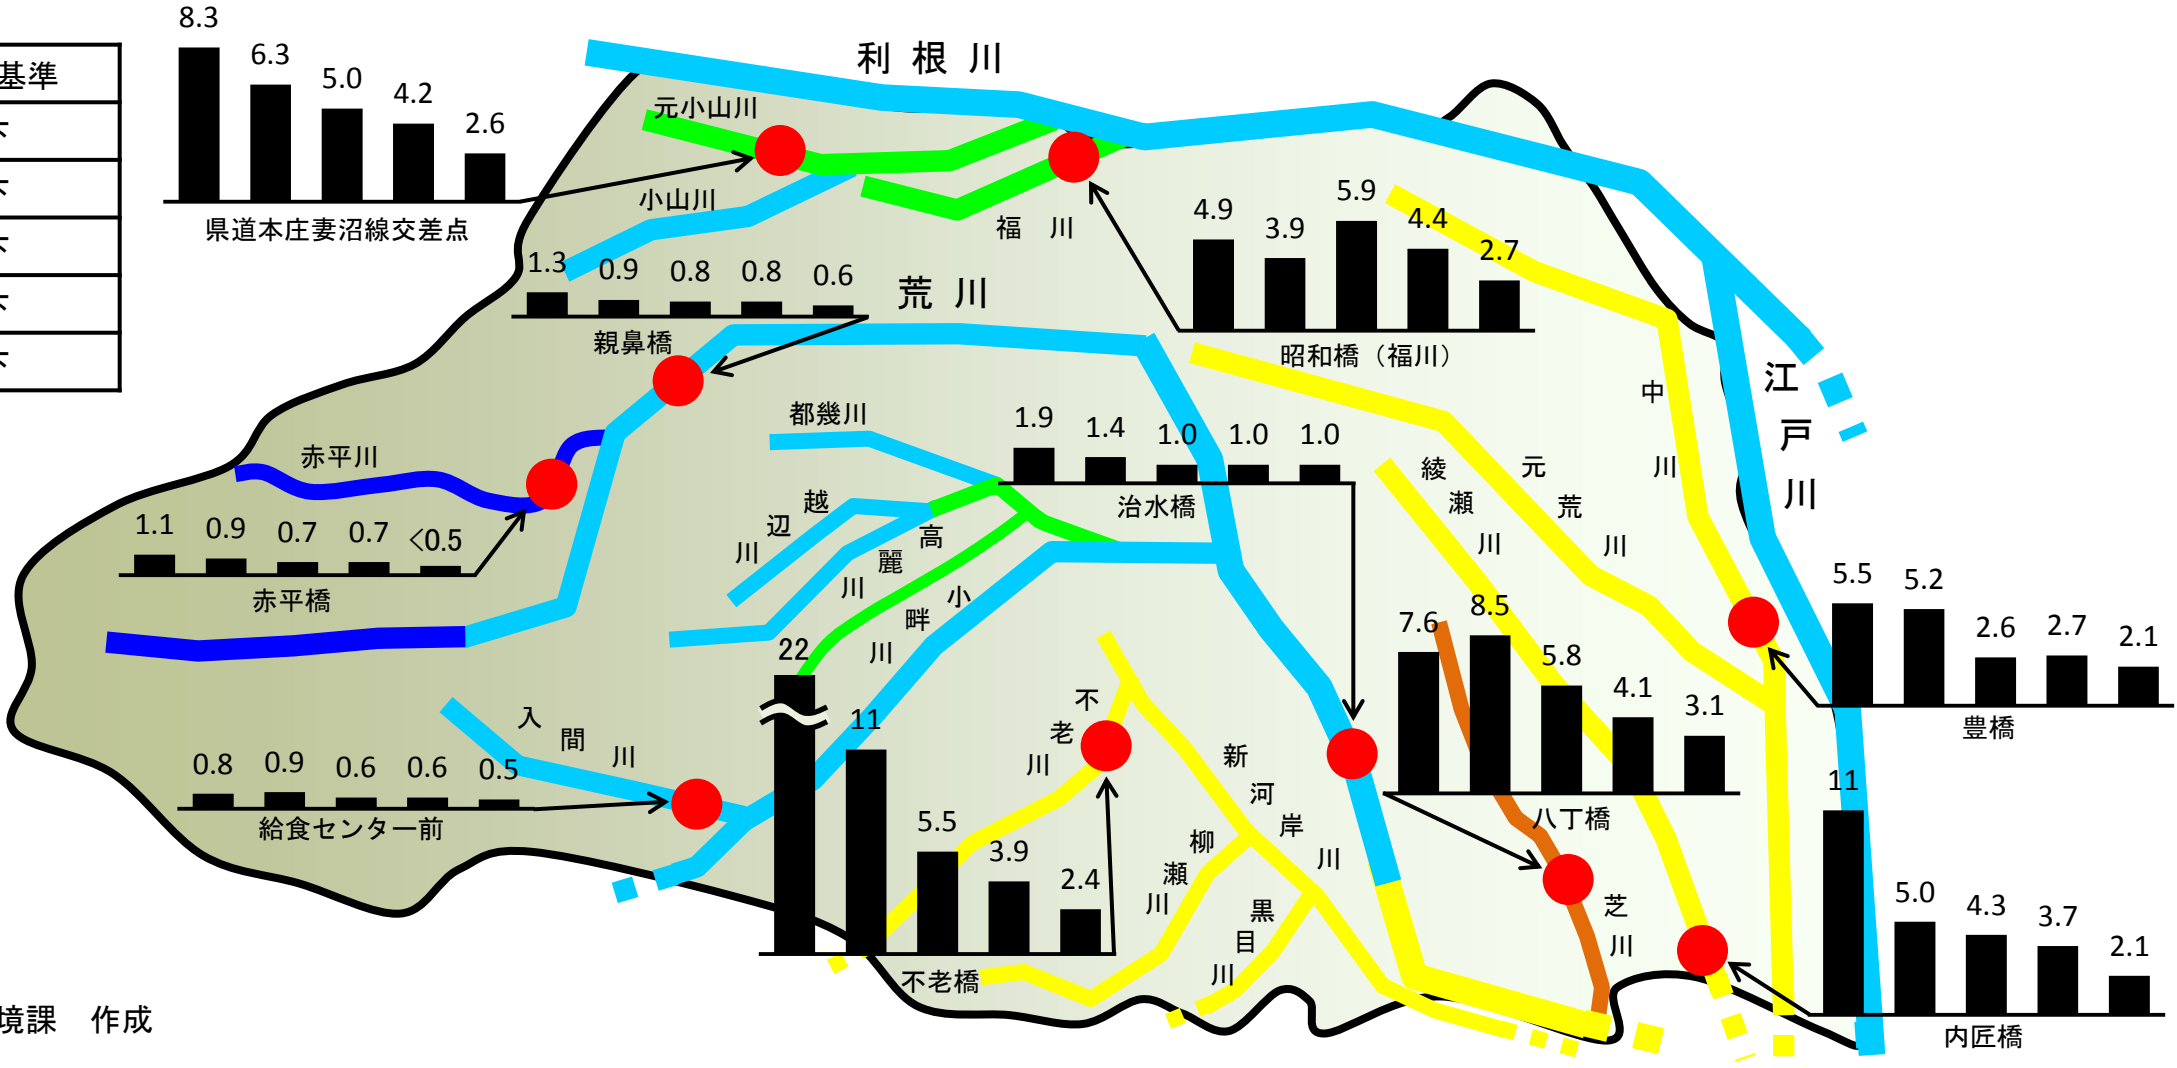 基準
下
下
下
下
下
8.3
6.3
5.0
4.2
2.6
県道本庄妻沼線交差点
利根川
元小山川
小山川
福川
4.9
3.9
5.9
4.4
2.7
昭和橋（福川）
1.3
0.9
0.8
0.8
0.6
親鼻橋
荒川
江戸川
中川
元荒川
綾瀬川
都幾川
1.9
1.4
1.0
1.0
1.0
治水橋
赤平川
1.1
0.9
0.7
0.7
<0.5
赤平橋
越辺川
高麗川
小畔川
5.5
5.2
2.6
2.7
2.1
豊橋
7.6
8.5
5.8
4.1
3.1
八丁橋
芝川
入間川
0.8
0.9
0.6
0.6
0.5
給食センター前
22
11
5.5
3.9
2.4
不老橋
不老川
新河岸川
柳瀬川
黒目川
11
5.0
4.3
3.7
2.1
内匠橋
境課　作成